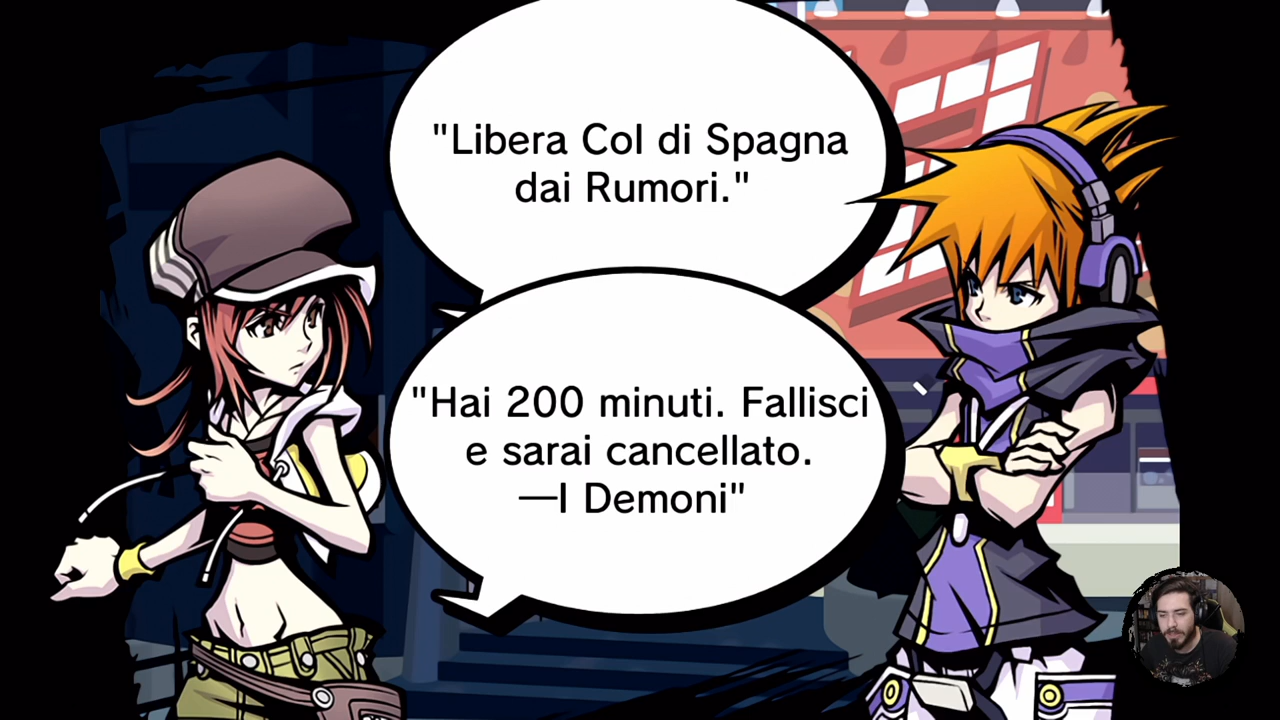 "Libera Col di Spagna
dai Rumori."
"Hai 200 minuti. Fallisci
e sarai cancellato.
—I Demoni"